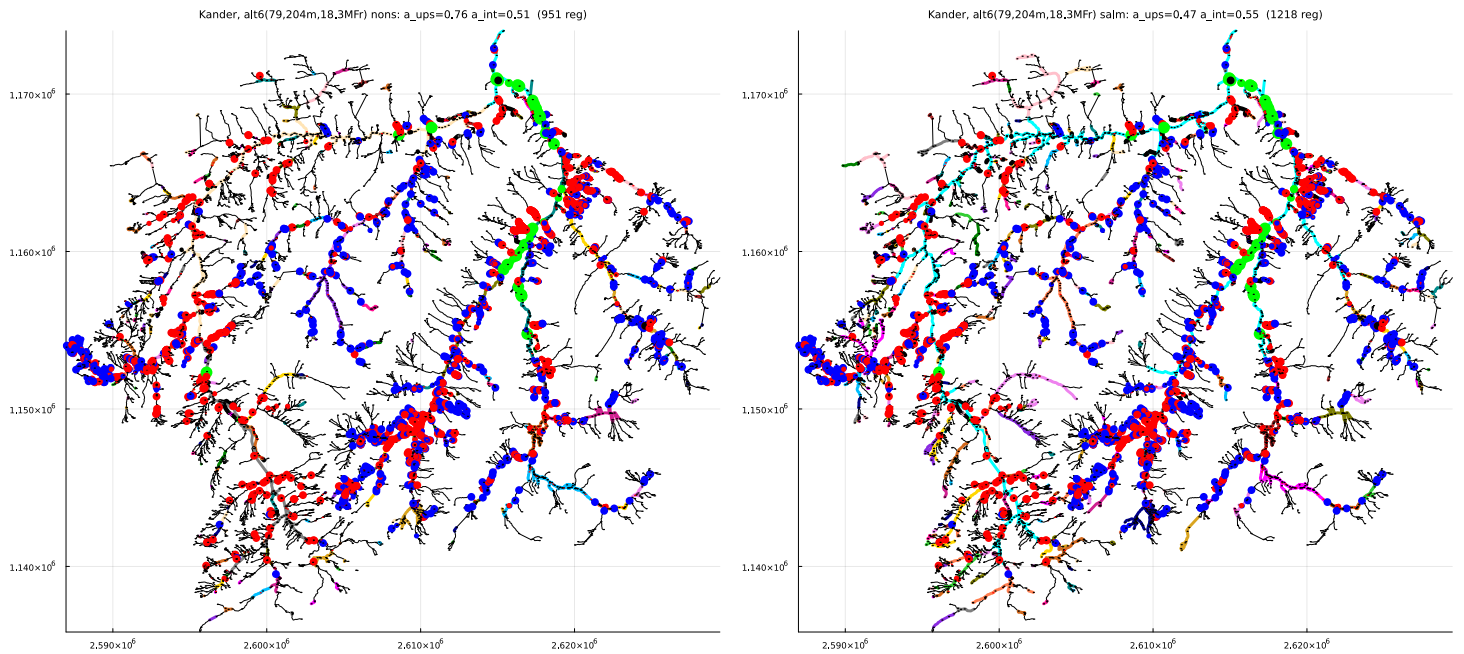 Kander, alt6(79,204m,18.3MFr) nons: a_ups=0.76 a_int=0.51 (951 reg)
Kander, alt6(79,204m,18.3MFr) salm: a_ups=0.47 a_int=0.55 (1218 reg)
1.170×10⁶
1.160×10⁶
1.150×10⁶
1.140×10⁶
2.590×10⁶ 2.600×10⁶ 2.610×10⁶ 2.620×10⁶
1.170×10⁶
1.160×10⁶
1.150×10⁶
1.140×10⁶
2.590×10⁶ 2.600×10⁶ 2.610×10⁶ 2.620×10⁶